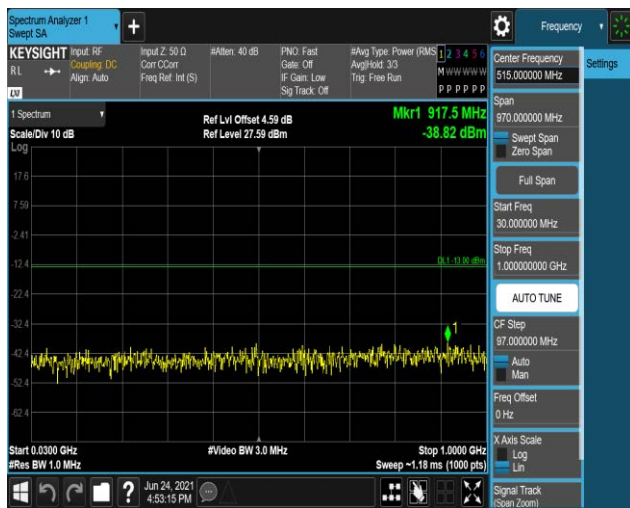 Spectrum Analyzer 1
Swept SA
+
Frequency
KEYSIGHT
RL
LXI
Input: RF
Coupling: DC
Align: Auto
Input Z: 50 Ω
Corr CCorr
Freq Ref: Int (S)
#Atten: 40 dB
PNO: Fast
Gate: Off
IF Gain: Low
Sig Track: Off
#Avg Type: Power (RMS
Avg|Hold: 3/3
Trig: Free Run
1 2 3 4 5 6
M W W W W W
P P P P P P
1 Spectrum
Scale/Div 10 dB
Ref Lvl Offset 4.59 dB
Ref Level 27.59 dBm
Mkr1 917.5 MHz
-38.82 dBm
Log
17.6
7.59
-2.41
-12.4
-22.4
-32.4
-42.4
-52.4
-62.4
DL1 -13.00 dBm
1
Start 0.0300 GHz
#Res BW 1.0 MHz
#Video BW 3.0 MHz
Stop 1.0000 GHz
Sweep ~1.18 ms (1000 pts)
Jun 24, 2021
4:53:15 PM
?
Center Frequency
515.000000 MHz
Settings
Span
970.000000 MHz
Swept Span
Zero Span
Full Span
Start Freq
30.000000 MHz
Stop Freq
1.000000000 GHz
AUTO TUNE
CF Step
97.000000 MHz
Auto
Man
Freq Offset
0 Hz
X Axis Scale
Log
Lin
Signal Track
(Span Zoom)